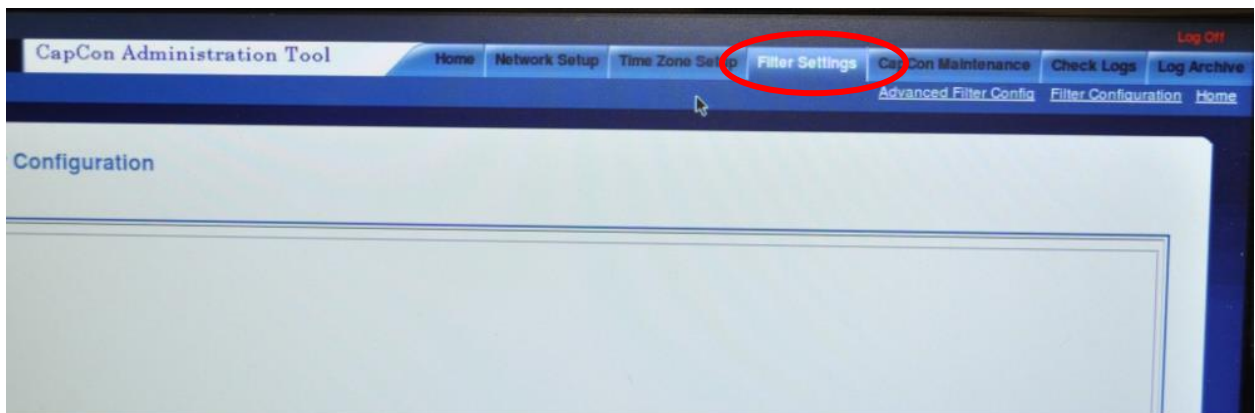 Log Off
CapCon Administration Tool
Home Network Setup Time Zone Setup Filter Settings CapCon Maintenance Check Logs Log Archive
Advanced Filter Config Filter Configuration Home
Configuration